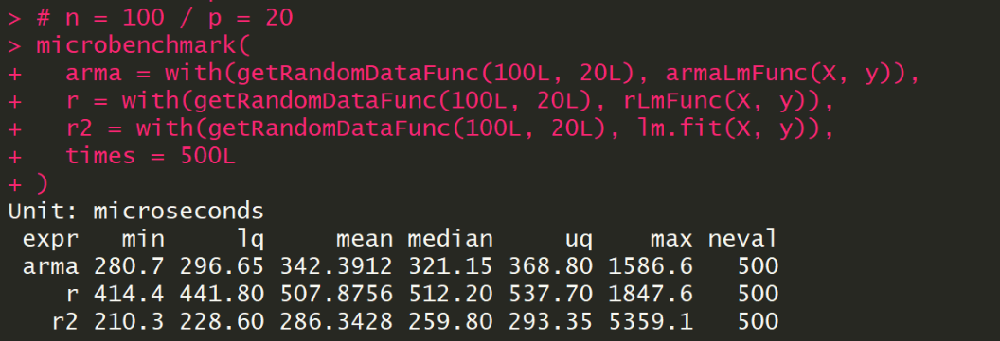 > # n = 100 / p = 20
> microbenchmark(
+   arma = with(getRandomDataFunc(100L, 20L), armaLmFunc(X, y)),
+   r = with(getRandomDataFunc(100L, 20L), rLmFunc(X, y)),
+   r2 = with(getRandomDataFunc(100L, 20L), lm.fit(X, y)),
+   times = 500L
+ )
Unit: microseconds
 expr   min     lq     mean median     uq    max neval
 arma 280.7 296.65 342.3912 321.15 368.80 1586.6   500
    r 414.4 441.80 507.8756 512.20 537.70 1847.6   500
   r2 210.3 228.60 286.3428 259.80 293.35 5359.1   500